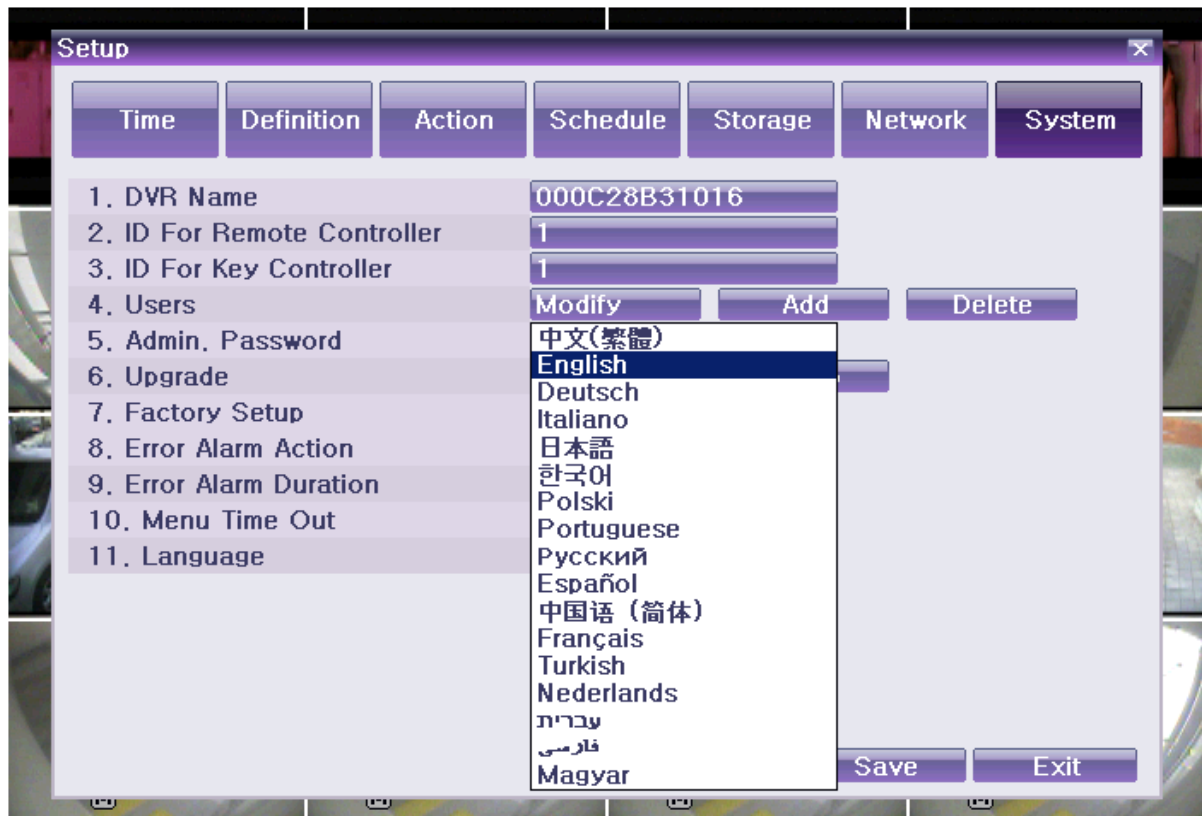 Setup
Time Definition Action Schedule Storage Network System
1. DVR Name 000C28B31016
2. ID For Remote Controller 1
3. ID For Key Controller 1
4. Users Modify Add Delete
5. Admin. Password
6. Upgrade
7. Factory Setup
8. Error Alarm Action
9. Error Alarm Duration
10. Menu Time Out
11. Language
中文(繁體)
English
Deutsch
Italiano
日本語
한국어
Polski
Portuguese
Русский
Español
中国语 (简体)
Français
Turkish
Nederlands
עברית
فارسی
Magyar
Save Exit